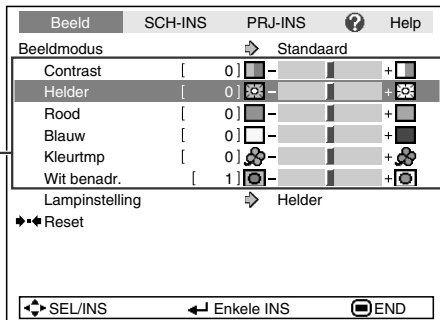 Beeld SCH-INS PRJ-INS ? Help
Beeldmodus Standaard
Contrast [ 0 ] - +
Helder [ 0 ] - +
Rood [ 0 ] - +
Blauw [ 0 ] - +
Kleurtmp [ 0 ] - +
Wit benadr. [ 1 ] - +
Lampinstelling Helder
Reset
SEL/INS Enkele INS END